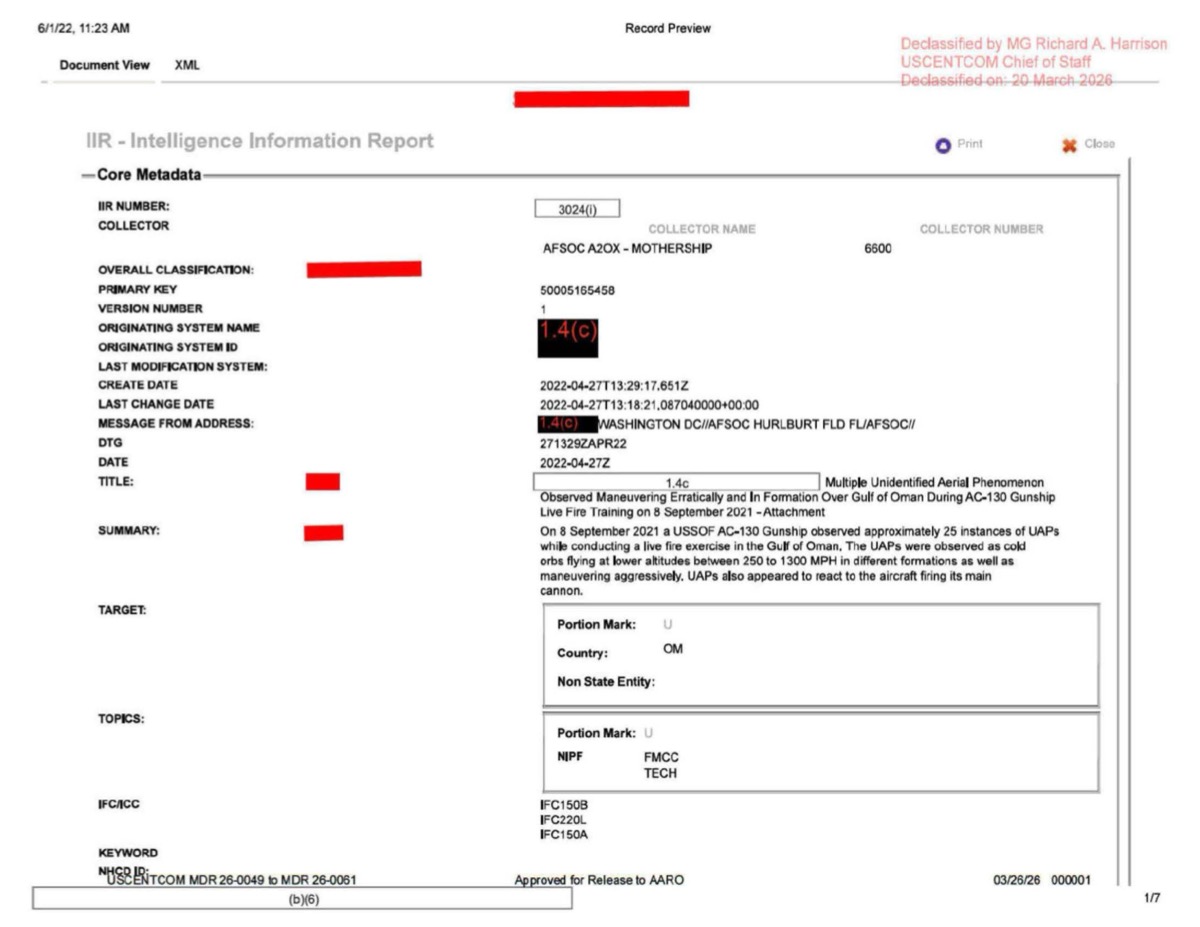 6/1/22, 11:23 AM
Record Preview
Declassified by MG Richard A. Harrison
USCENTCOM Chief of Staff
Declassified on: 20 March 2026
Document View XML
IIR - Intelligence Information Report
Print Close
Core Metadata
IIR NUMBER: 3024(i)
COLLECTOR COLLECTOR NAME COLLECTOR NUMBER
AFSOC A2OX - MOTHERSHIP 6600
OVERALL CLASSIFICATION:
PRIMARY KEY 50005165458
VERSION NUMBER 1
ORIGINATING SYSTEM NAME 1.4(c)
ORIGINATING SYSTEM ID
LAST MODIFICATION SYSTEM:
CREATE DATE 2022-04-27T13:29:17.651Z
LAST CHANGE DATE 2022-04-27T13:18:21.087040000+00:00
MESSAGE FROM ADDRESS: 1.4(c) WASHINGTON DC//AFSOC HURLBURT FLD FL/AFSOC//
DTG 271329ZAPR22
DATE 2022-04-27Z
TITLE: 1.4c Multiple Unidentified Aerial Phenomenon
Observed Maneuvering Erratically and In Formation Over Gulf of Oman During AC-130 Gunship
Live Fire Training on 8 September 2021 - Attachment
SUMMARY: On 8 September 2021 a USSOF AC-130 Gunship observed approximately 25 instances of UAPs
while conducting a live fire exercise in the Gulf of Oman. The UAPs were observed as cold
orbs flying at lower altitudes between 250 to 1300 MPH in different formations as well as
maneuvering aggressively. UAPs also appeared to react to the aircraft firing its main
cannon.
TARGET:
Portion Mark: U
Country: OM
Non State Entity:
TOPICS:
Portion Mark: U
NIPF FMCC
TECH
IFC/ICC IFC150B
IFC220L
IFC150A
KEYWORD
NHCD ID:
USCENTCOM MDR 26-0049 to MDR 26-0061 Approved for Release to AARO 03/26/26 000001
(b)(6)
1/7